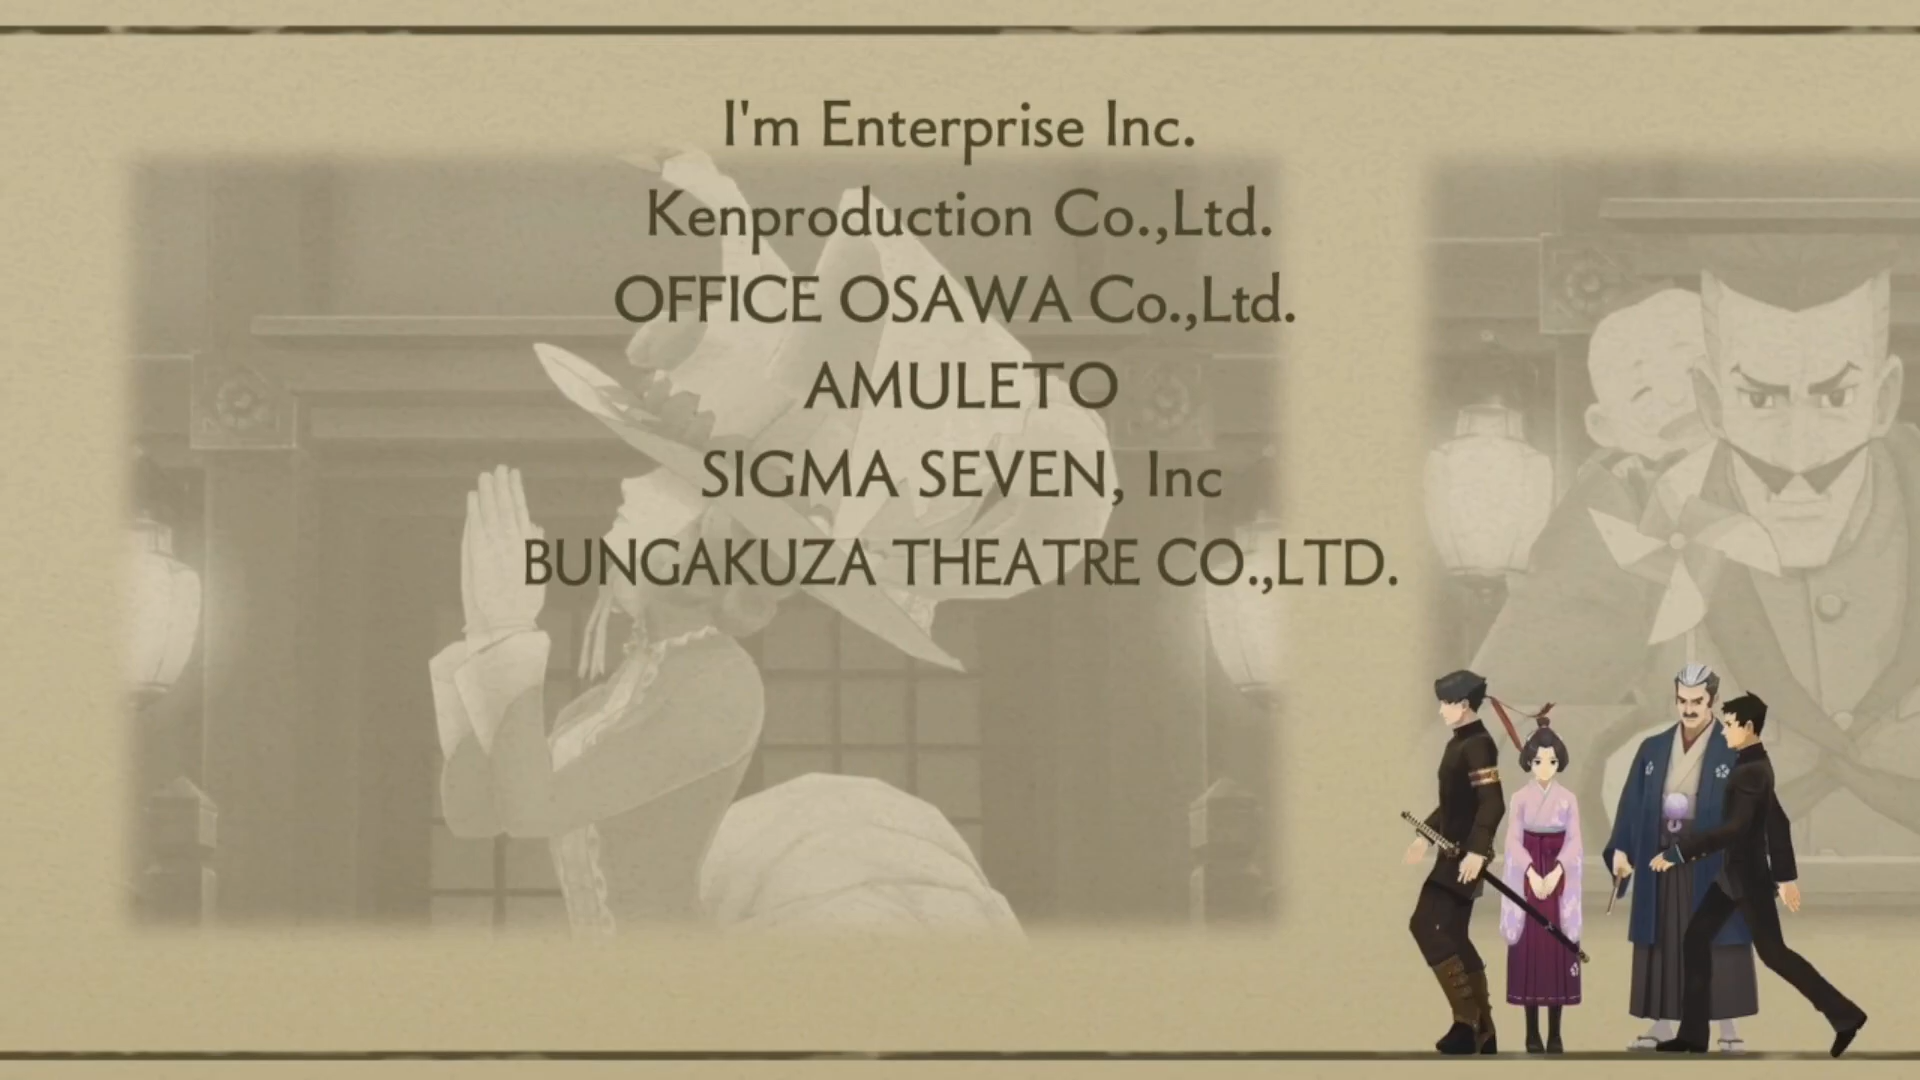 I'm Enterprise Inc.
Kenproduction Co.,Ltd.
OFFICE OSAWA Co.,Ltd.
AMULETO
SIGMA SEVEN, Inc
BUNGAKUZA THEATRE CO.,LTD.